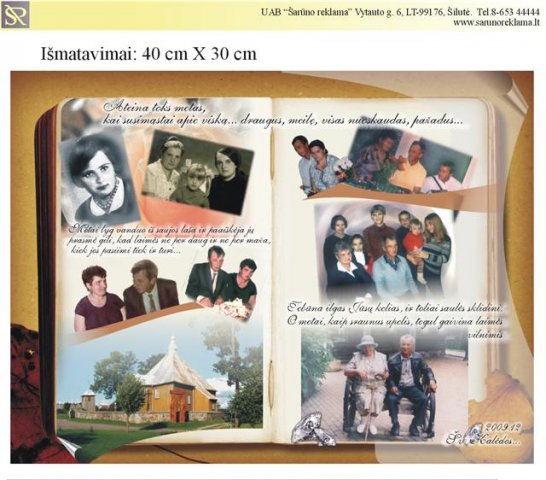 SR
UAB “Šarūno reklama” Vytauto g. 6, LT-99176, Šilutė. Tel.8-653 44444
www.sarunoreklama.lt
Išmatavimai: 40 cm X 30 cm
Ateina toks metas,
kai susimąstai apie viską... draugus, meilę, visas nuoskaudas, pažadus...
Metai lyg vanduo iš saujos laša ir paaiškėja jų
prasmė gili, kad laimės ne per daug ir ne per maža,
kiek jos pasiimi tiek ir turi...
Tebūna ilgas Jūsų kelias, ir toliai saulės sklidini.
O metai, kaip sraunus upelis, tegul gaivina laimės
vilnimis
2009.12
Šv. Kalėdos...